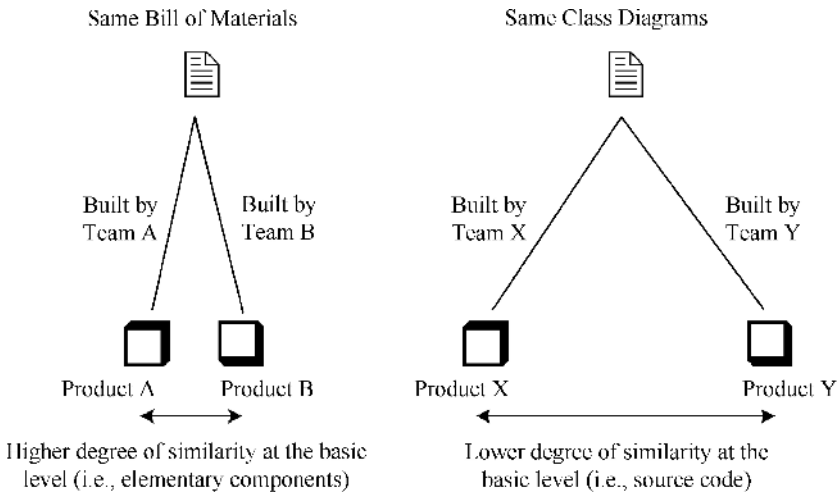 Same Bill of Materials
Built by
Team A
Built by
Team B
Product A
Product B
Higher degree of similarity at the basic
level (i.e., elementary components)
Same Class Diagrams
Built by
Team X
Built by
Team Y
Product X
Product Y
Lower degree of similarity at the
basic level (i.e., source code)